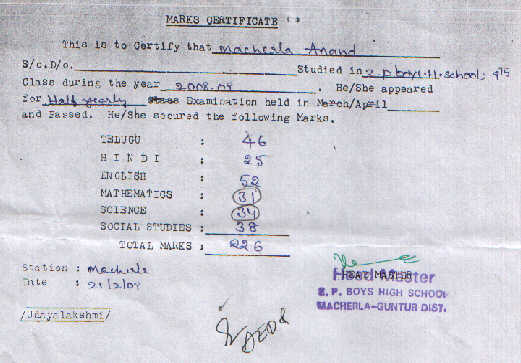 MARKS CERTIFICATE
This is to Certify that Macherla Anand
S/o.D/o. Studied in Z.P.boys.H.School,
Class during the year 2008.09 . He/She appeared
for Half yearly Examination held in March/April
and Passed. He/She secured the following Marks.
TELUGU : 46
HINDI : 25
ENGLISH : 52
MATHEMATICS : 31
SCIENCE : 34
SOCIAL STUDIES : 38
TOTAL MARKS : 226
Station : Macherla
Date :
Head Master
Z. P. BOYS HIGH SCHOOL
MACHERLA-GUNTUR DIST.
/Jayalakshmi/